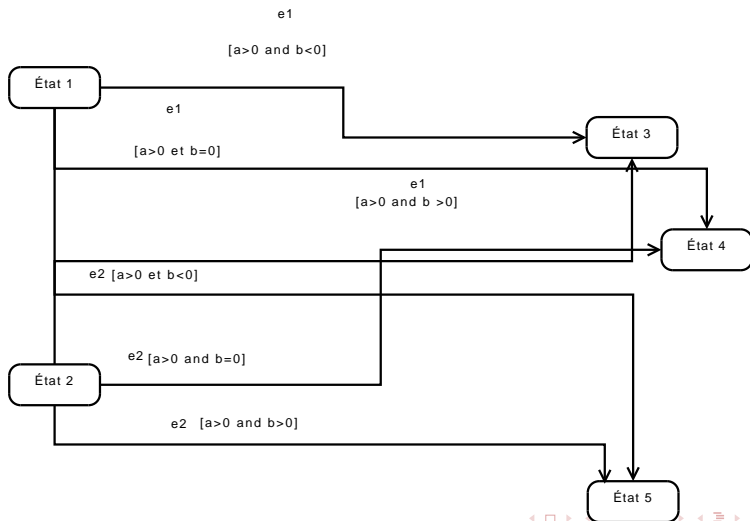 e1
[a>0 and b<0]
État 1
e1
État 3
[a>0 et b=0]
e1
[a>0 and b >0]
État 4
e2 [a>0 et b<0]
e2 [a>0 and b=0]
État 2
e2 [a>0 and b>0]
État 5